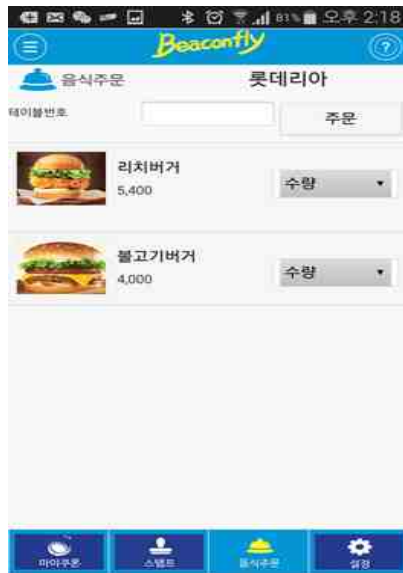 81% 오후 2:18
Beaconfly
?
음식주문 롯데리아
테이블번호 주문
리치버거
5,400 수량
불고기버거
4,000 수량
마이쿠폰 스탬프 음식주문 설정